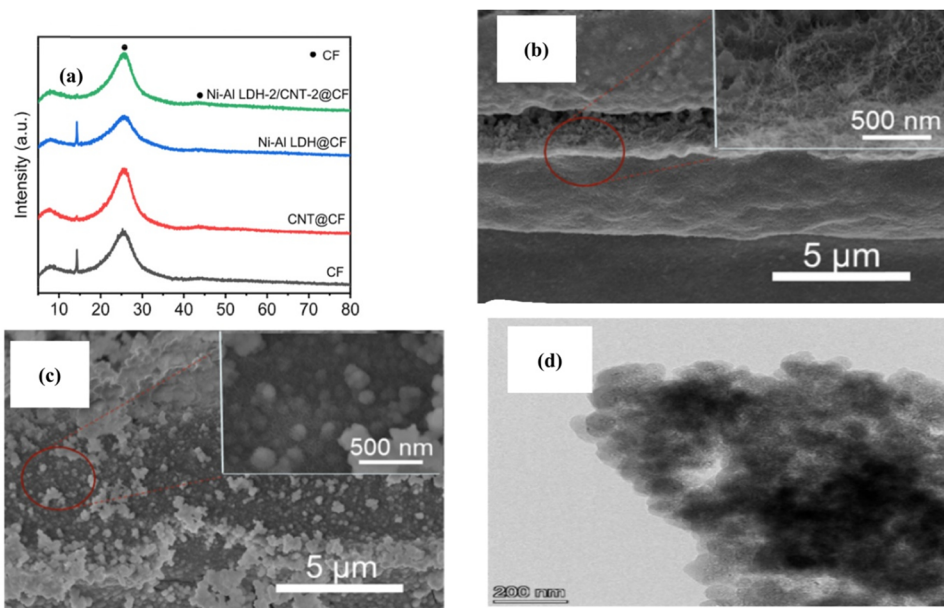 (a)
• CF
• Ni-Al LDH-2/CNT-2@CF
Ni-Al LDH@CF
CNT@CF
CF
Intensity (a.u.)
10 20 30 40 50 60 70 80
(b)
500 nm
5 µm
(c)
500 nm
5 µm
(d)
200 nm